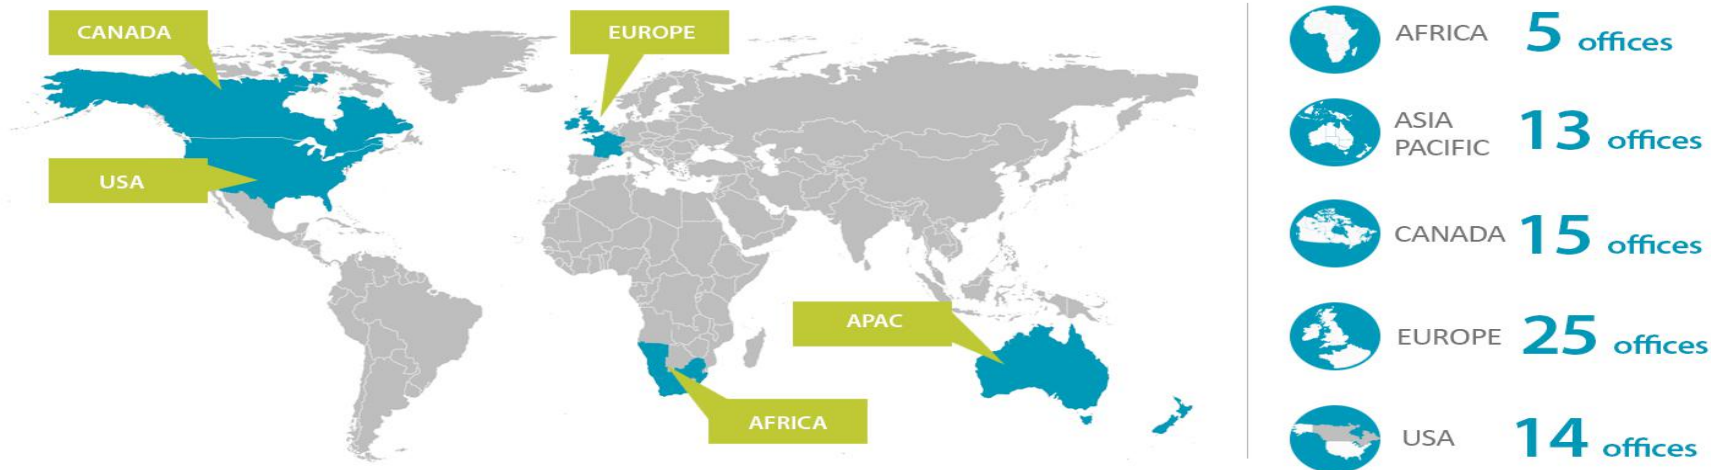 CANADA
EUROPE
USA
APAC
AFRICA
AFRICA 5 offices
ASIA
PACIFIC 13 offices
CANADA 15 offices
EUROPE 25 offices
USA 14 offices